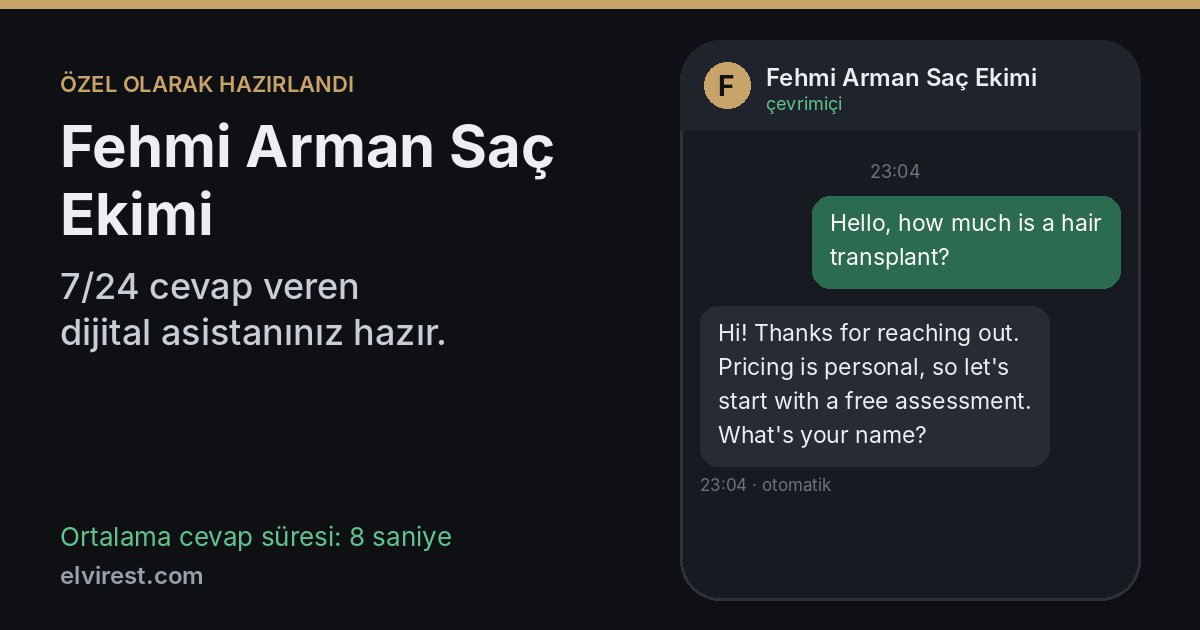 ÖZEL OLARAK HAZIRLANDI
Fehmi Arman Saç
Ekimi
7/24 cevap veren
dijital asistanınız hazır.
Ortalama cevap süresi: 8 saniye
elvirest.com
F
Fehmi Arman Saç Ekimi
çevrimiçi
23:04
Hello, how much is a hair
transplant?
Hi! Thanks for reaching out.
Pricing is personal, so let's
start with a free assessment.
What's your name?
23:04 · otomatik